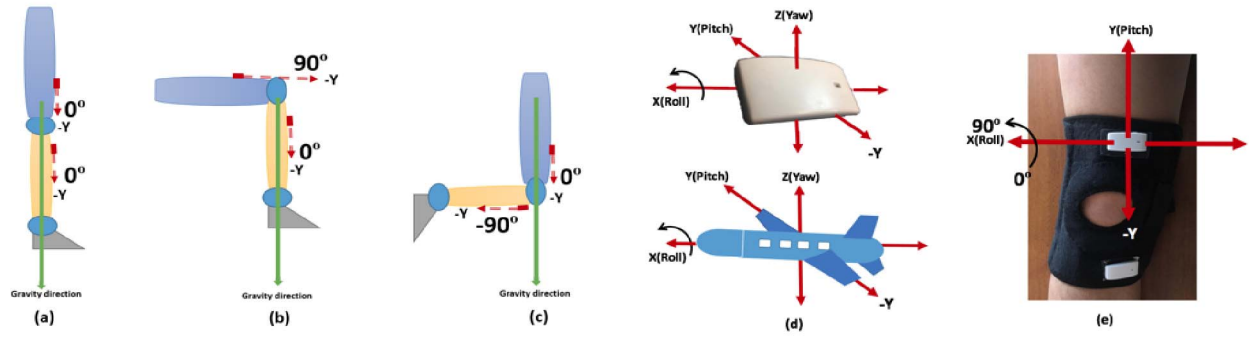 0°
-Y
0°
-Y
Gravity direction
(a)
90°
-Y
0°
-Y
Gravity direction
(b)
0°
-Y
-Y
-90°
Gravity direction
(c)
Z(Yaw)
Y(Pitch)
X(Roll)
-Y
Z(Yaw)
Y(Pitch)
X(Roll)
-Y
(d)
Y(Pitch)
90°
X(Roll)
0°
-Y
(e)